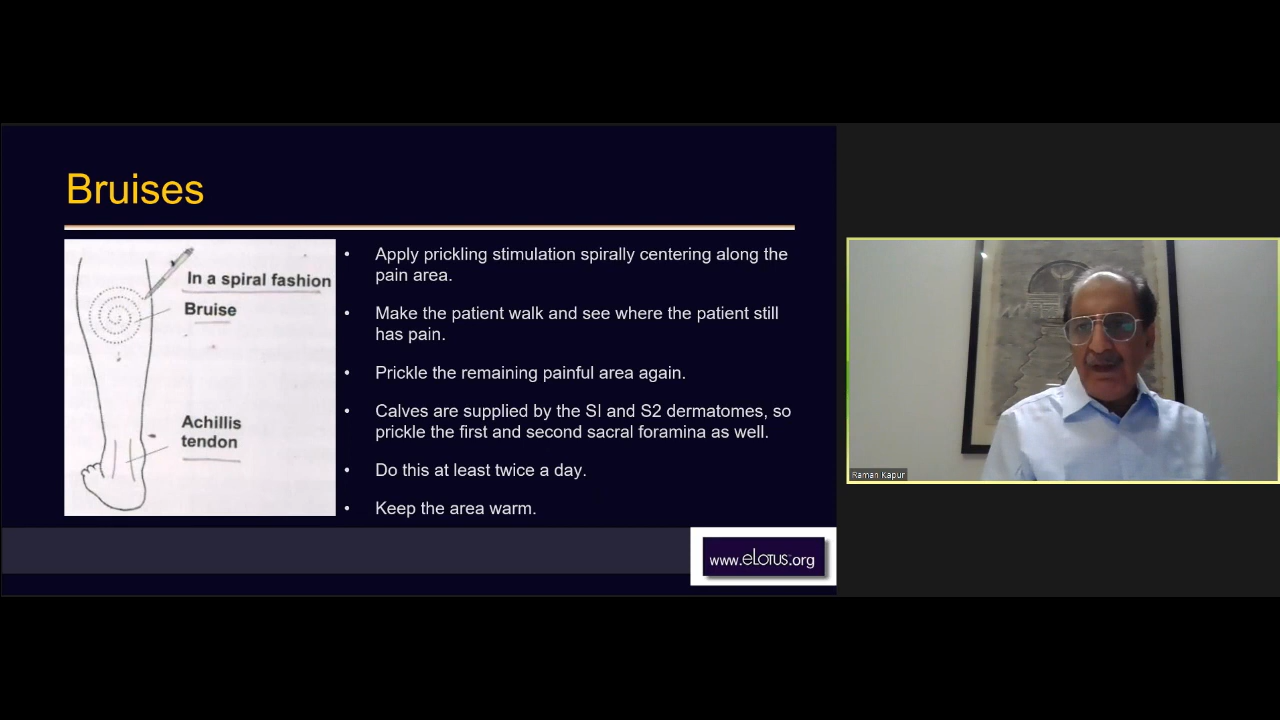 Bruises
In a spiral fashion
Bruise
Achillis
tendon
• Apply prickling stimulation spirally centering along the
pain area.
• Make the patient walk and see where the patient still
has pain.
• Prickle the remaining painful area again.
• Calves are supplied by the SI and S2 dermatomes, so
prickle the first and second sacral foramina as well.
• Do this at least twice a day.
• Keep the area warm.
www.eLotus.org
Raman Kapur